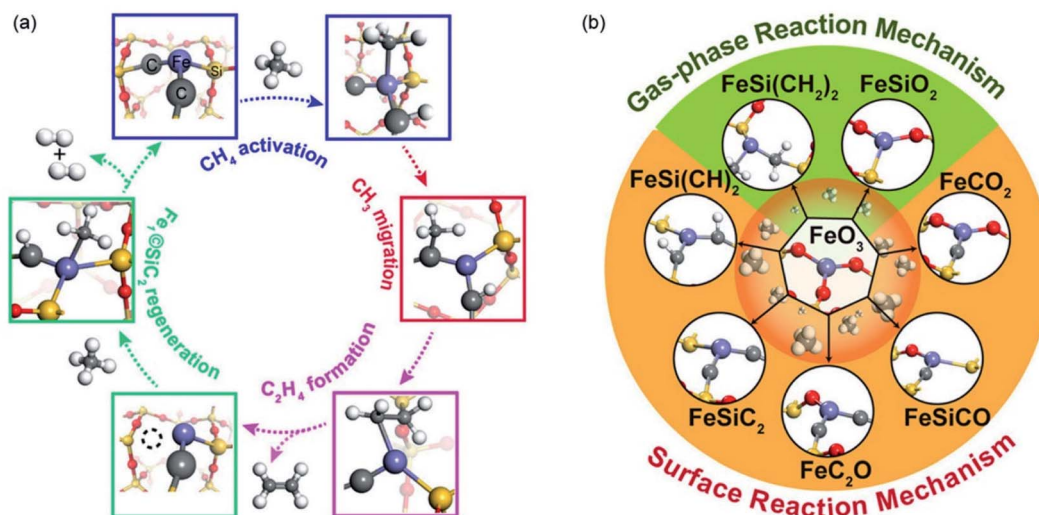 (a)
C
Fe
Si
C
CH₄ activation
CH₃ migration
C₂H₄ formation
Fe₁©SiC₂ regeneration
+
(b)
Gas-phase Reaction Mechanism
FeSi(CH₂)₂
FeSiO₂
FeSi(CH)₂
FeCO₂
FeO₃
FeSiC₂
FeSiCO
FeC₂O
Surface Reaction Mechanism